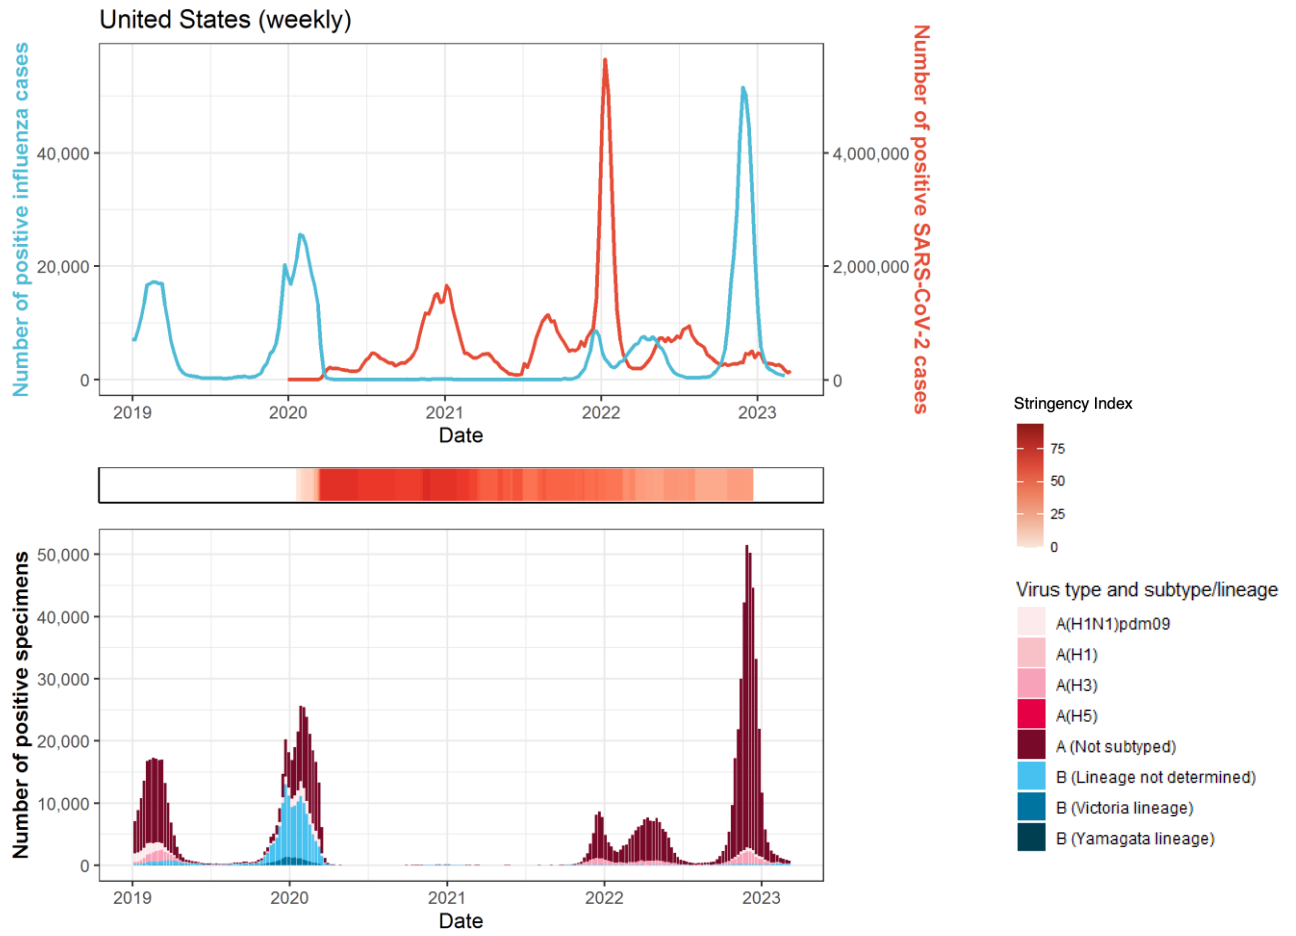 United States (weekly)
Number of positive influenza cases
40,000
20,000
0
4,000,000
2,000,000
0
Number of positive SARS-CoV-2 cases
2019
2020
2021
2022
2023
Date
Stringency Index
75
50
25
0
Number of positive specimens
50,000
40,000
30,000
20,000
10,000
0
2019
2020
2021
2022
2023
Date
Virus type and subtype/lineage
A(H1N1)pdm09
A(H1)
A(H3)
A(H5)
A (Not subtyped)
B (Lineage not determined)
B (Victoria lineage)
B (Yamagata lineage)